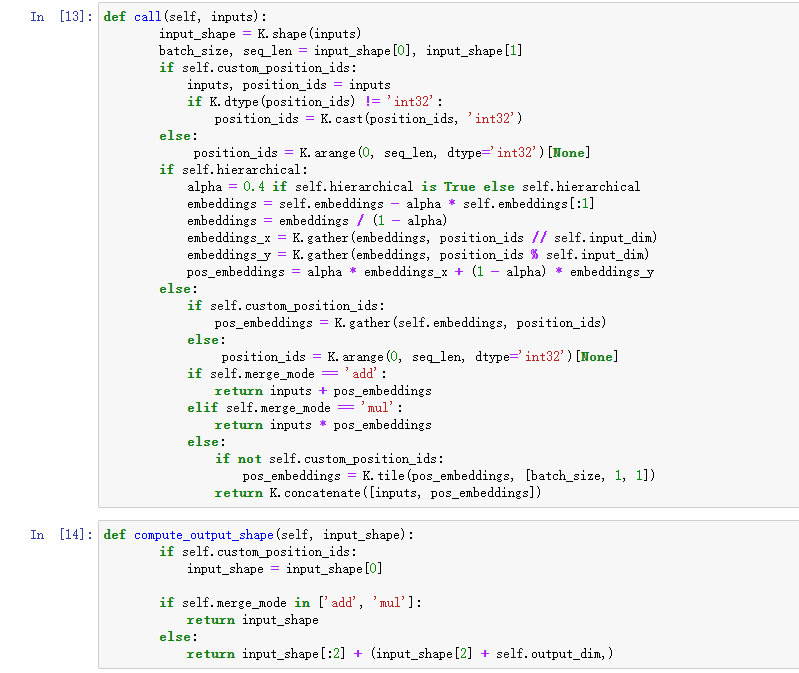 In [13]: def call(self, inputs):
        input_shape = K.shape(inputs)
        batch_size, seq_len = input_shape[0], input_shape[1]
        if self.custom_position_ids:
            inputs, position_ids = inputs
            if K.dtype(position_ids) != 'int32':
                position_ids = K.cast(position_ids, 'int32')
        else:
             position_ids = K.arange(0, seq_len, dtype='int32')[None]
        if self.hierarchical:
            alpha = 0.4 if self.hierarchical is True else self.hierarchical
            embeddings = self.embeddings - alpha * self.embeddings[:1]
            embeddings = embeddings / (1 - alpha)
            embeddings_x = K.gather(embeddings, position_ids // self.input_dim)
            embeddings_y = K.gather(embeddings, position_ids % self.input_dim)
            pos_embeddings = alpha * embeddings_x + (1 - alpha) * embeddings_y
        else:
            if self.custom_position_ids:
                pos_embeddings = K.gather(self.embeddings, position_ids)
            else:
                 position_ids = K.arange(0, seq_len, dtype='int32')[None]
            if self.merge_mode == 'add':
                return inputs + pos_embeddings
            elif self.merge_mode == 'mul':
                return inputs * pos_embeddings
            else:
                if not self.custom_position_ids:
                    pos_embeddings = K.tile(pos_embeddings, [batch_size, 1, 1])
                return K.concatenate([inputs, pos_embeddings])
In [14]: def compute_output_shape(self, input_shape):
        if self.custom_position_ids:
            input_shape = input_shape[0]
        if self.merge_mode in ['add', 'mul']:
            return input_shape
        else:
            return input_shape[:2] + (input_shape[2] + self.output_dim,)